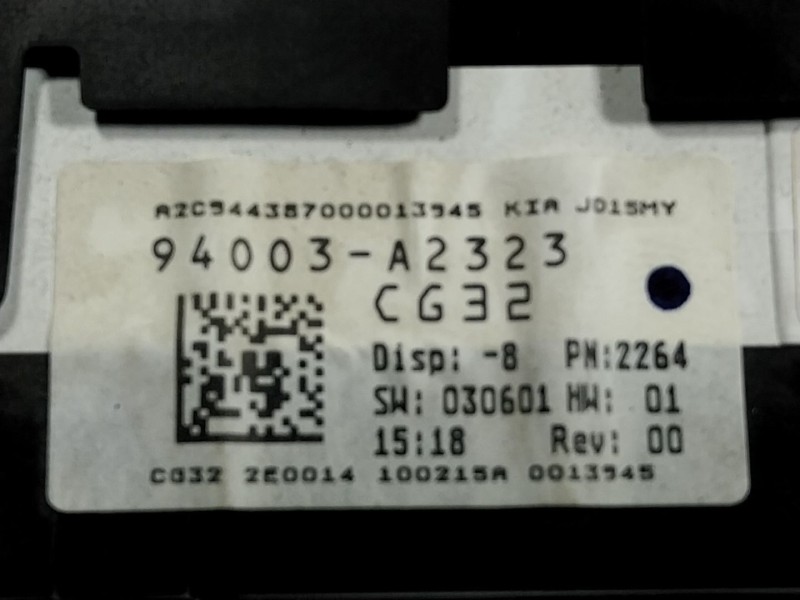 A2C944387000013945 KIA JD15MY
94003-A2323
CG32
Disp: -8 PN:2264
SW: 030601 HW: 01
15:18 Rev: 00
CG32 2E0014 100215A 0013945